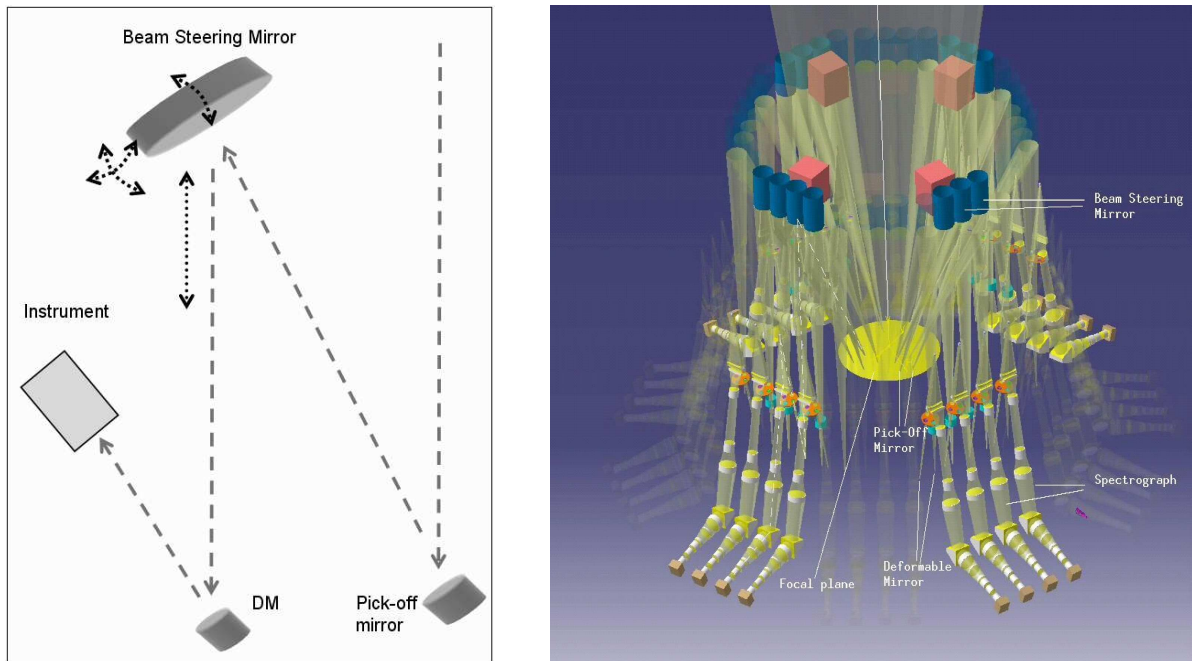 Beam Steering Mirror
Instrument
DM
Pick-off
mirror
Beam Steering
Mirror
Pick-Off
Mirror
Spectrograph
Deformable
Mirror
Focal plane